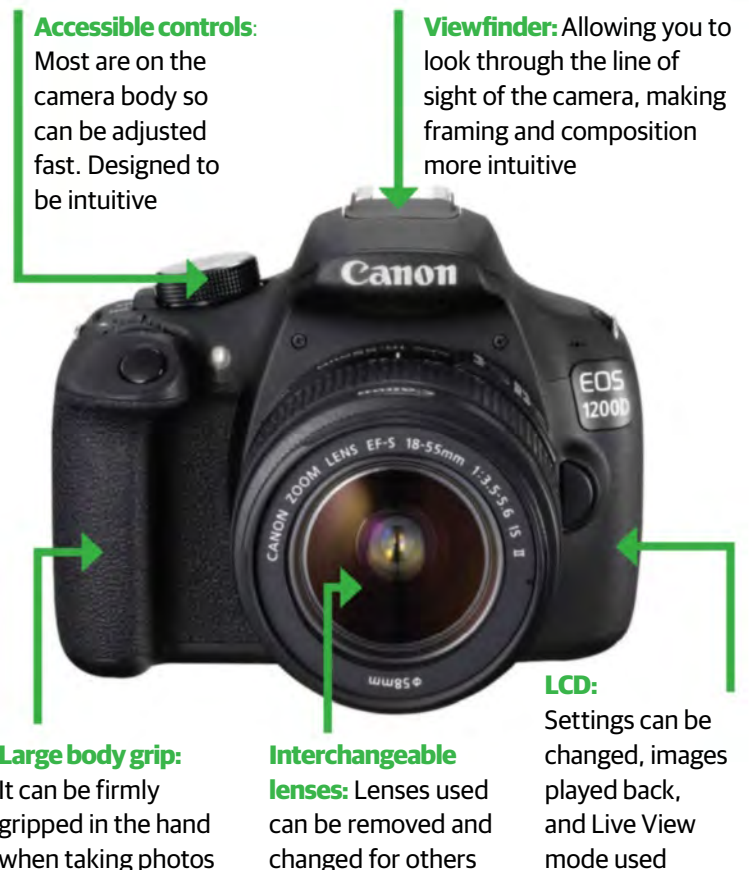 Accessible controls:
Most are on the
camera body so
can be adjusted
fast. Designed to
be intuitive
Viewfinder: Allowing you to
look through the line of
sight of the camera, making
framing and composition
more intuitive
Canon
EOS
1200D
Canon
CANON ZOOM LENS EF-S 18-55mm 1:3.5-5.6 IS II
Φ58mm
Large body grip:
It can be firmly
gripped in the hand
when taking photos
Interchangeable
lenses: Lenses used
can be removed and
changed for others
LCD:
Settings can be
changed, images
played back,
and Live View
mode used